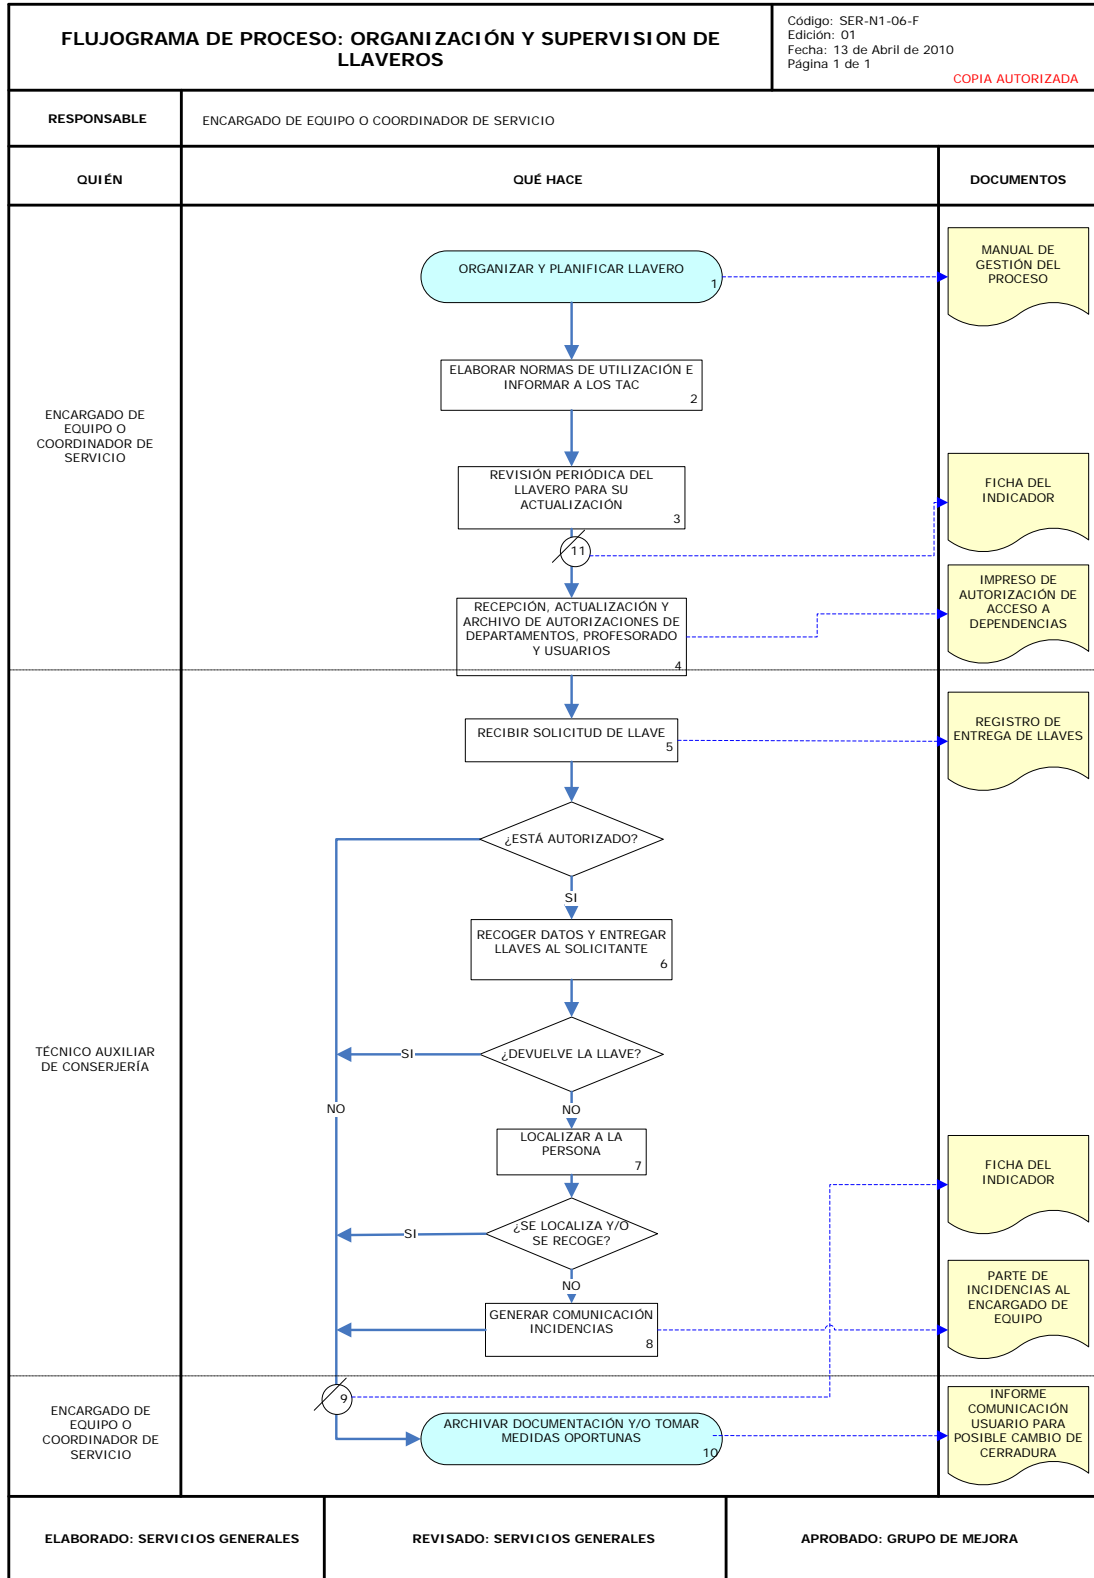 FLUJOGRAMA DE PROCESO: ORGANIZACIÓN Y SUPERVISION DE
LLAVEROS
Código: SER-N1-06-F
Edición: 01
Fecha: 13 de Abril de 2010
Página 1 de 1
COPIA AUTORIZADA
RESPONSABLE
ENCARGADO DE EQUIPO O COORDINADOR DE SERVICIO
QUIÉN
QUÉ HACE
DOCUMENTOS
ENCARGADO DE
EQUIPO O
COORDINADOR DE
SERVICIO
ORGANIZAR Y PLANIFICAR LLAVERO
1
MANUAL DE
GESTIÓN DEL
PROCESO
ELABORAR NORMAS DE UTILIZACIÓN E
INFORMAR A LOS TAC
2
REVISIÓN PERIÓDICA DEL
LLAVERO PARA SU
ACTUALIZACIÓN
3
11
FICHA DEL
INDICADOR
RECEPCIÓN, ACTUALIZACIÓN Y
ARCHIVO DE AUTORIZACIONES DE
DEPARTAMENTOS, PROFESORADO
Y USUARIOS
4
IMPRESO DE
AUTORIZACIÓN DE
ACCESO A
DEPENDENCIAS
TÉCNICO AUXILIAR
DE CONSERJERÍA
RECIBIR SOLICITUD DE LLAVE
5
REGISTRO DE
ENTREGA DE LLAVES
¿ESTÁ AUTORIZADO?
SI
RECOGER DATOS Y ENTREGAR
LLAVES AL SOLICITANTE
6
¿DEVUELVE LA LLAVE?
SI
NO
NO
LOCALIZAR A LA
PERSONA
7
¿SE LOCALIZA Y/O
SE RECOGE?
SI
NO
FICHA DEL
INDICADOR
GENERAR COMUNICACIÓN
INCIDENCIAS
8
PARTE DE
INCIDENCIAS AL
ENCARGADO DE
EQUIPO
9
ENCARGADO DE
EQUIPO O
COORDINADOR DE
SERVICIO
ARCHIVAR DOCUMENTACIÓN Y/O TOMAR
MEDIDAS OPORTUNAS
10
INFORME
COMUNICACIÓN
USUARIO PARA
POSIBLE CAMBIO DE
CERRADURA
ELABORADO: SERVICIOS GENERALES
REVISADO: SERVICIOS GENERALES
APROBADO: GRUPO DE MEJORA